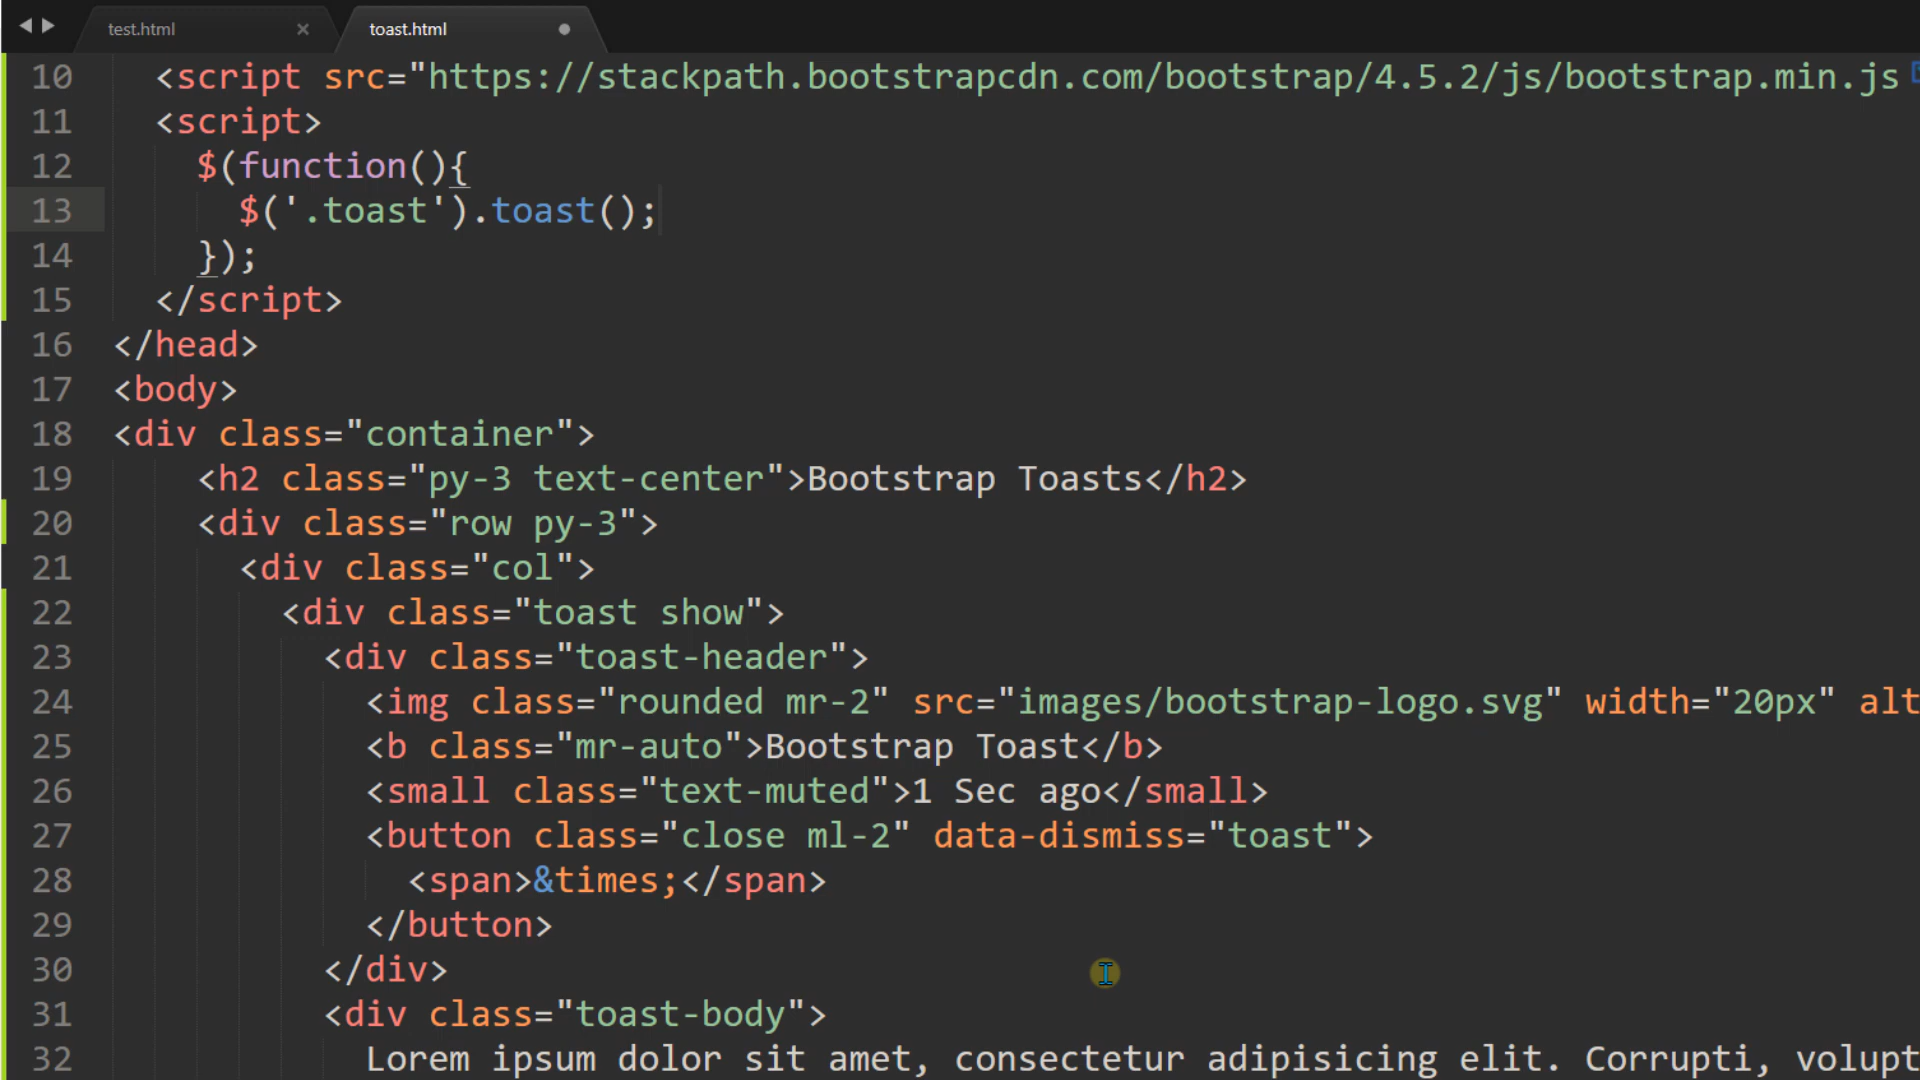 test.html × toast.html
10 <script src="https://stackpath.bootstrapcdn.com/bootstrap/4.5.2/js/bootstrap.min.js
11 <script>
12 $(function(){
13 $('.toast').toast();
14 });
15 </script>
16 </head>
17 <body>
18 <div class="container">
19 <h2 class="py-3 text-center">Bootstrap Toasts</h2>
20 <div class="row py-3">
21 <div class="col">
22 <div class="toast show">
23 <div class="toast-header">
24 <img class="rounded mr-2" src="images/bootstrap-logo.svg" width="20px" alt
25 <b class="mr-auto">Bootstrap Toast</b>
26 <small class="text-muted">1 Sec ago</small>
27 <button class="close ml-2" data-dismiss="toast">
28 <span>&times;</span>
29 </button>
30 </div>
31 <div class="toast-body">
32 Lorem ipsum dolor sit amet, consectetur adipisicing elit. Corrupti, volupt